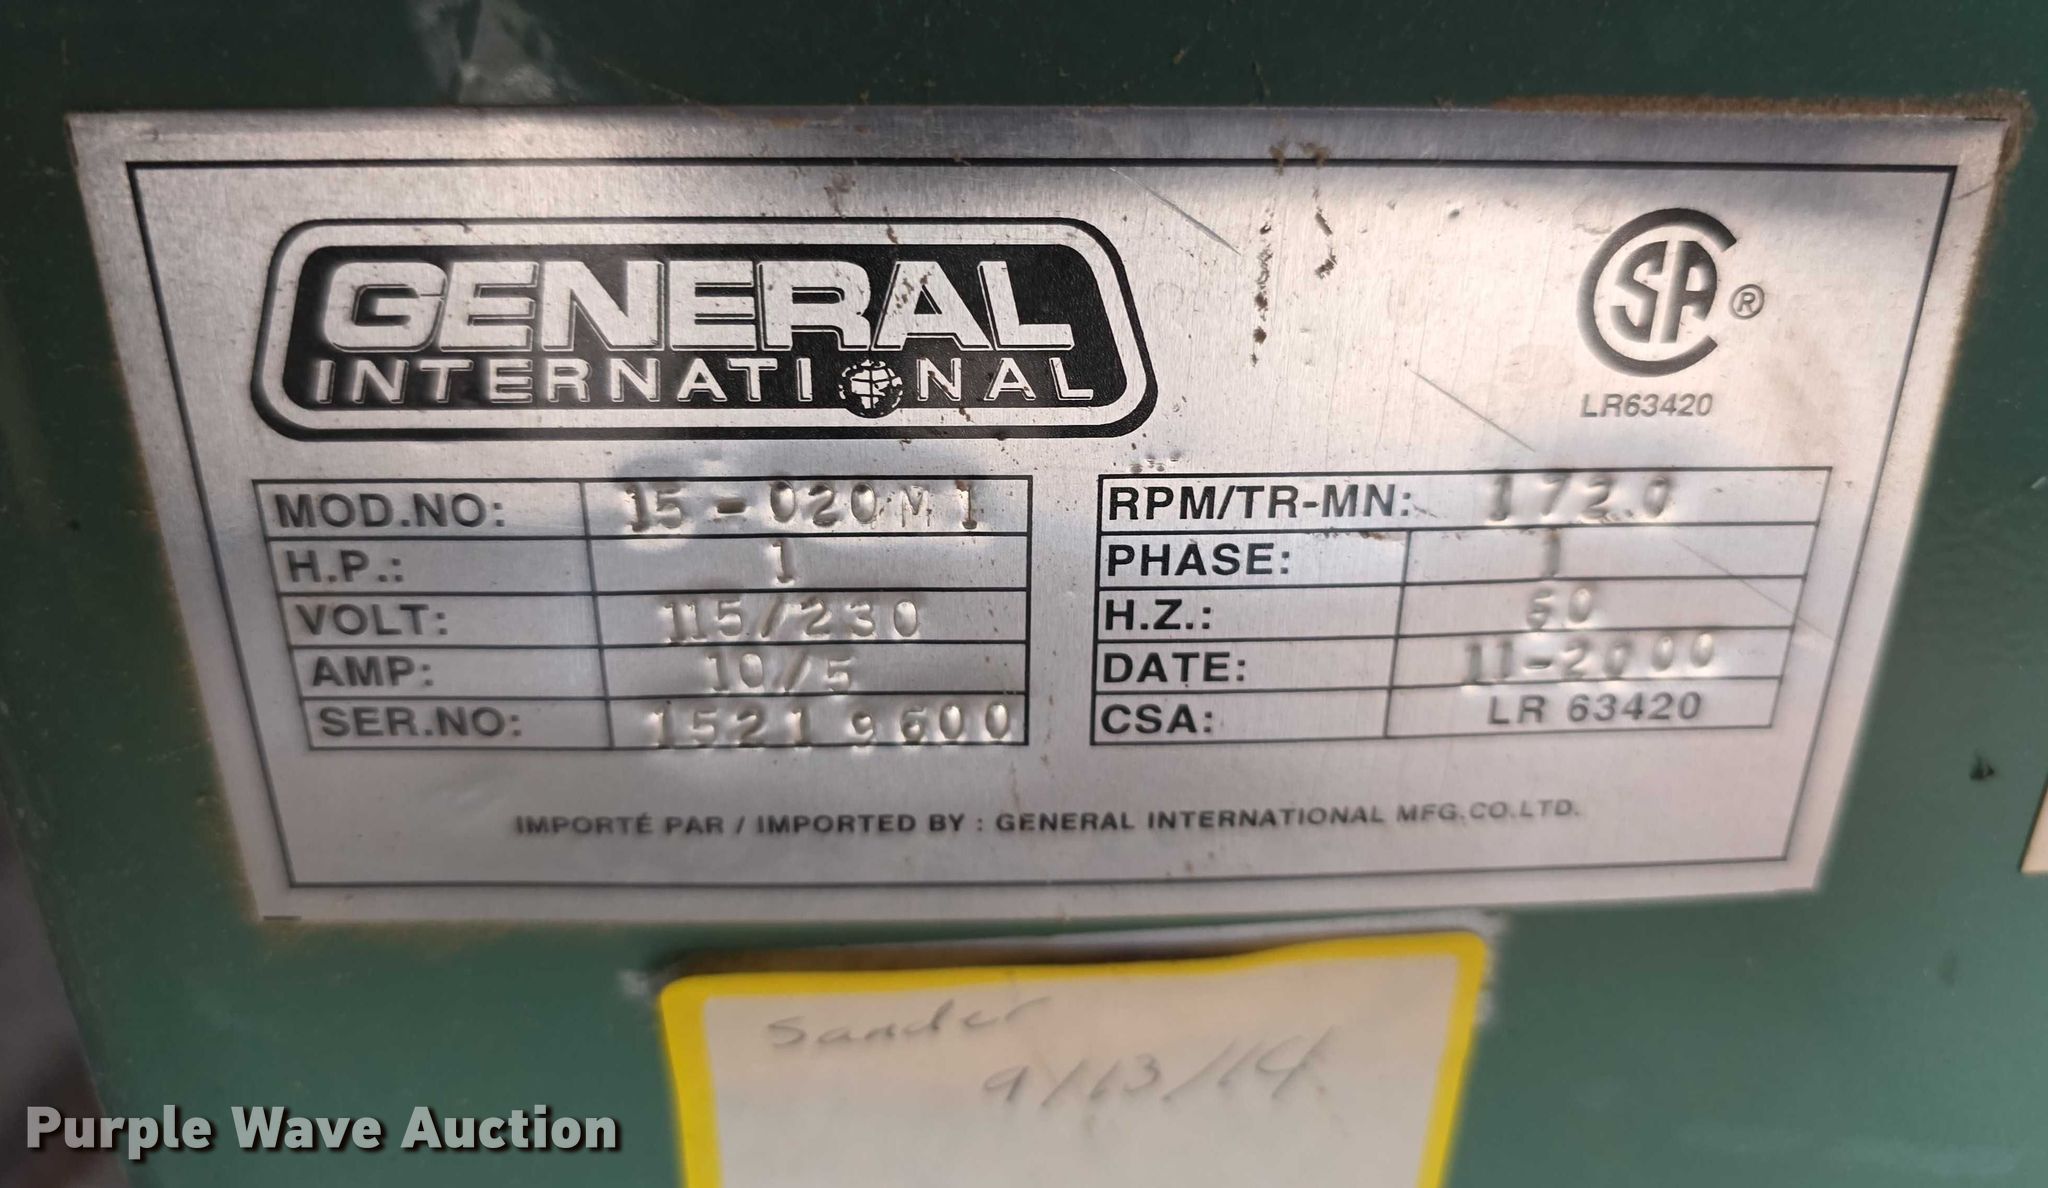 GENERAL
INTERNATIONAL
CSA ®
LR63420
MOD.NO: 15-020M1
H.P.: 1
VOLT: 115/230
AMP: 10/5
SER.NO: 15219600
RPM/TR-MN: 1720
PHASE: 1
H.Z.: 60
DATE: 11-2000
CSA: LR 63420
IMPORTÉ PAR / IMPORTED BY : GENERAL INTERNATIONAL MFG.CO.LTD.
Sander
9/13/14
Purple Wave Auction